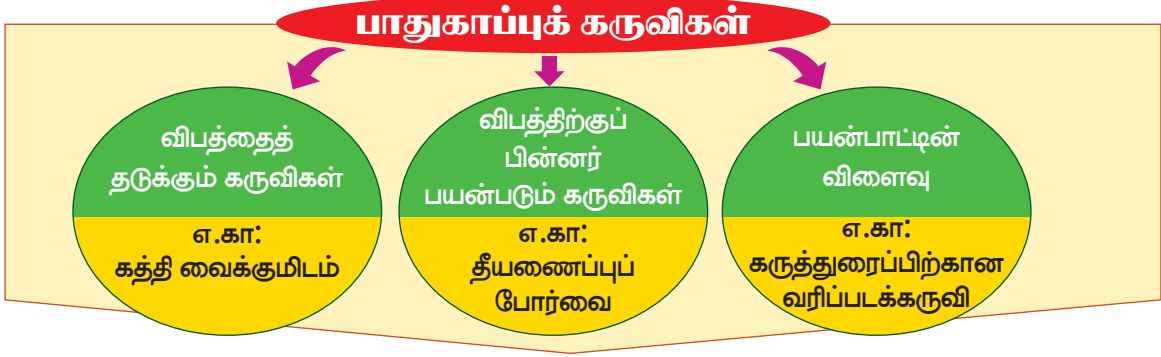 பாதுகாப்புக் கருவிகள்
விபத்தைத்
தடுக்கும் கருவிகள்
எ.கா:
கத்தி வைக்குமிடம்
விபத்திற்குப்
பின்னர்
பயன்படும் கருவிகள்
எ.கா:
தீயணைப்புப்
போர்வை
பயன்பாட்டின்
விளைவு
எ.கா:
கருத்துரைப்பிற்கான
வரிப்படக்கருவி